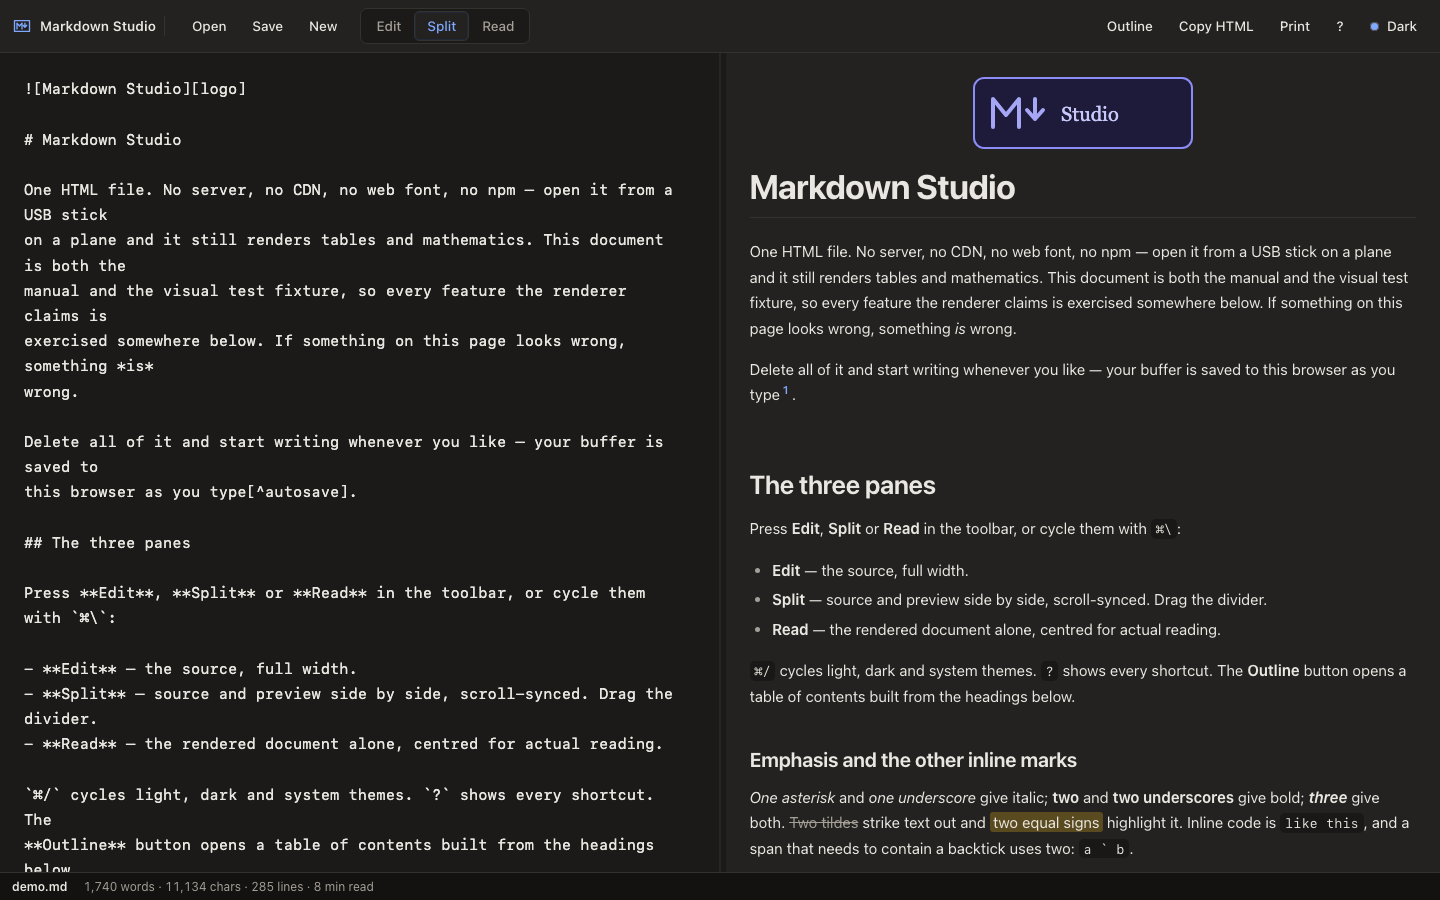 Markdown Studio Open Save New Edit Split Read Outline Copy HTML Print ? Dark
![Markdown Studio][logo]
# Markdown Studio
One HTML file. No server, no CDN, no web font, no npm — open it from a
USB stick
on a plane and it still renders tables and mathematics. This document
is both the
manual and the visual test fixture, so every feature the renderer
claims is
exercised somewhere below. If something on this page looks wrong,
something *is*
wrong.
Delete all of it and start writing whenever you like — your buffer is
saved to
this browser as you type[^autosave].
## The three panes
Press **Edit**, **Split** or **Read** in the toolbar, or cycle them
with `⌘\`:
- **Edit** — the source, full width.
- **Split** — source and preview side by side, scroll-synced. Drag the
divider.
- **Read** — the rendered document alone, centred for actual reading.
`⌘/` cycles light, dark and system themes. `?` shows every shortcut.
The
**Outline** button opens a table of contents built from the headings
below.
M↓ Studio
Markdown Studio
One HTML file. No server, no CDN, no web font, no npm — open it from a USB stick on a plane
and it still renders tables and mathematics. This document is both the manual and the visual test
fixture, so every feature the renderer claims is exercised somewhere below. If something on this
page looks wrong, something is wrong.
Delete all of it and start writing whenever you like — your buffer is saved to this browser as you
type 1 .
The three panes
Press Edit, Split or Read in the toolbar, or cycle them with ⌘\ :
• Edit — the source, full width.
• Split — source and preview side by side, scroll-synced. Drag the divider.
• Read — the rendered document alone, centred for actual reading.
⌘/ cycles light, dark and system themes. ? shows every shortcut. The Outline button opens a
table of contents built from the headings below.
Emphasis and the other inline marks
One asterisk and one underscore give italic; two and two underscores give bold; three give
both. Two tildes strike text out and two equal signs highlight it. Inline code is like this , and a
span that needs to contain a backtick uses two: a ` b .
demo.md 1,740 words · 11,134 chars · 285 lines · 8 min read